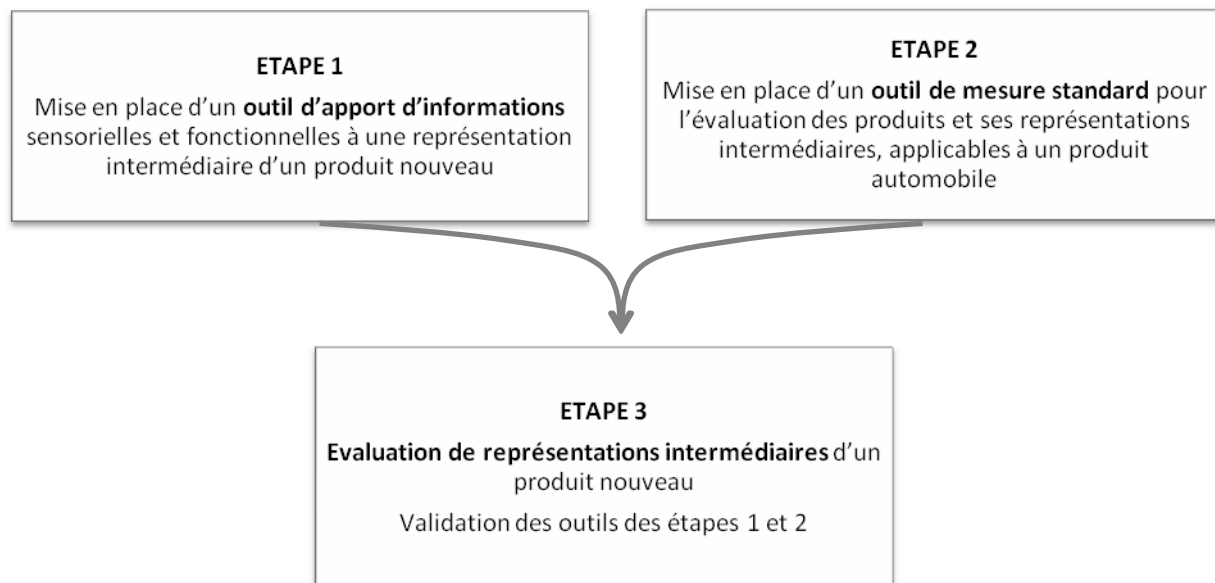 ETAPE 1
Mise en place d'un outil d'apport d'informations
sensorielles et fonctionnelles à une représentation
intermédiaire d'un produit nouveau
ETAPE 2
Mise en place d'un outil de mesure standard pour
l'évaluation des produits et ses représentations
intermédiaires, applicables à un produit
automobile
ETAPE 3
Evaluation de représentations intermédiaires d'un
produit nouveau
Validation des outils des étapes 1 et 2